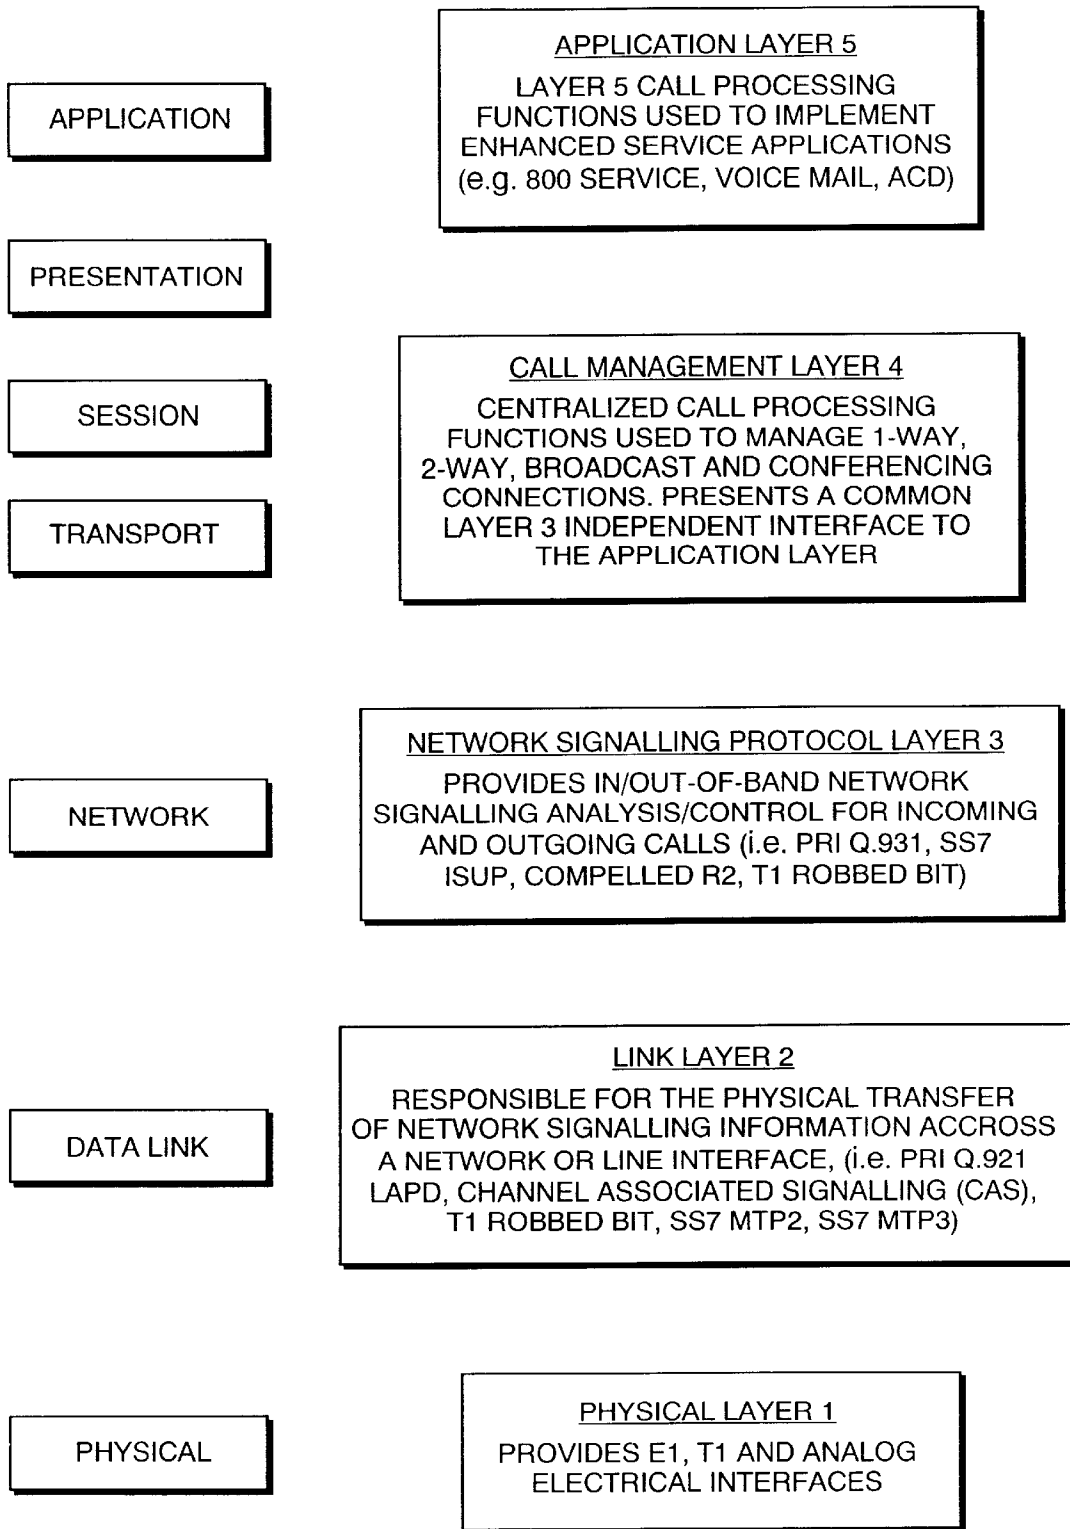 APPLICATION
APPLICATION LAYER 5
LAYER 5 CALL PROCESSING
FUNCTIONS USED TO IMPLEMENT
ENHANCED SERVICE APPLICATIONS
(e.g. 800 SERVICE, VOICE MAIL, ACD)
PRESENTATION
SESSION
TRANSPORT
CALL MANAGEMENT LAYER 4
CENTRALIZED CALL PROCESSING
FUNCTIONS USED TO MANAGE 1-WAY,
2-WAY, BROADCAST AND CONFERENCING
CONNECTIONS. PRESENTS A COMMON
LAYER 3 INDEPENDENT INTERFACE TO
THE APPLICATION LAYER
NETWORK
NETWORK SIGNALLING PROTOCOL LAYER 3
PROVIDES IN/OUT-OF-BAND NETWORK
SIGNALLING ANALYSIS/CONTROL FOR INCOMING
AND OUTGOING CALLS (i.e. PRI Q.931, SS7
ISUP, COMPELLED R2, T1 ROBBED BIT)
DATA LINK
LINK LAYER 2
RESPONSIBLE FOR THE PHYSICAL TRANSFER
OF NETWORK SIGNALLING INFORMATION ACCROSS
A NETWORK OR LINE INTERFACE, (i.e. PRI Q.921
LAPD, CHANNEL ASSOCIATED SIGNALLING (CAS),
T1 ROBBED BIT, SS7 MTP2, SS7 MTP3)
PHYSICAL
PHYSICAL LAYER 1
PROVIDES E1, T1 AND ANALOG
ELECTRICAL INTERFACES